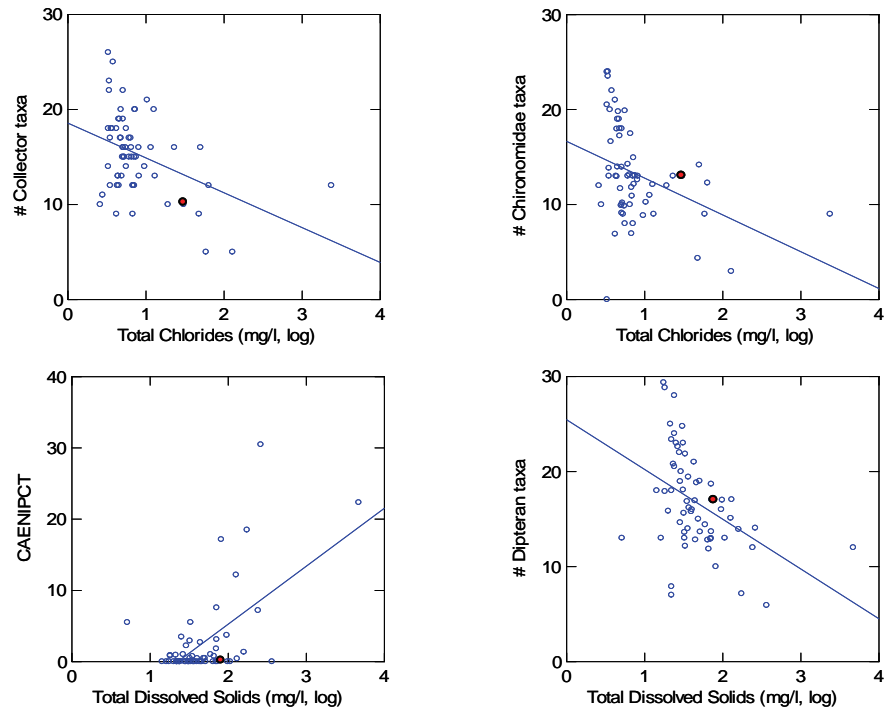 30
20
10
0
# Collector taxa
0 1 2 3 4
Total Chlorides (mg/l, log)
30
20
10
0
# Chironomidae taxa
0 1 2 3 4
Total Chlorides (mg/l, log)
40
30
20
10
0
CAENIPCT
0 1 2 3 4
Total Dissolved Solids (mg/l, log)
30
20
10
0
# Dipteran taxa
0 1 2 3 4
Total Dissolved Solids (mg/l, log)